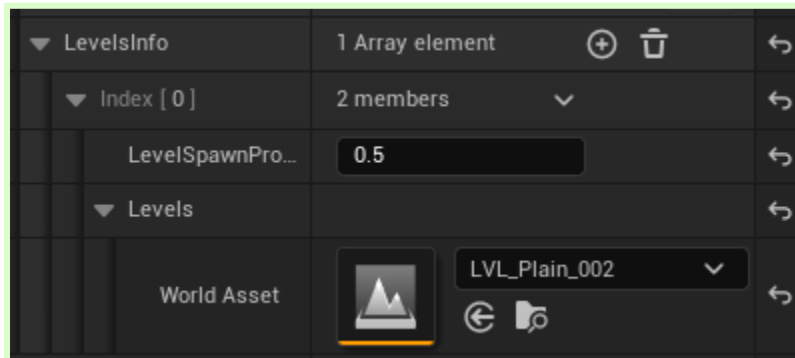 LevelsInfo 1 Array element
Index [ 0 ] 2 members
LevelSpawnPro... 0.5
Levels
LVL_Plain_002
World Asset